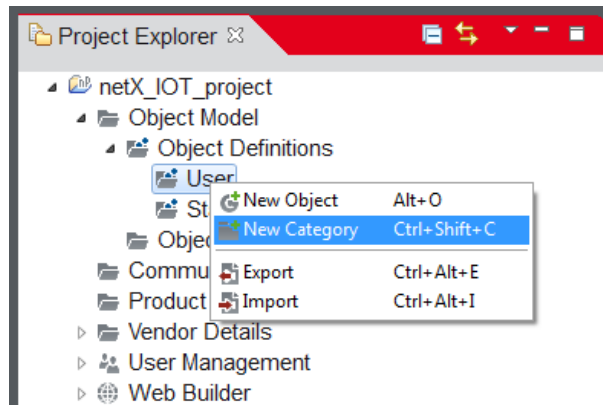 Project Explorer
netX_IOT_project
Object Model
Object Definitions
User
New Object Alt+O
New Category Ctrl+Shift+C
Export Ctrl+Alt+E
Product Import Ctrl+Alt+I
Vendor Details
User Management
Web Builder